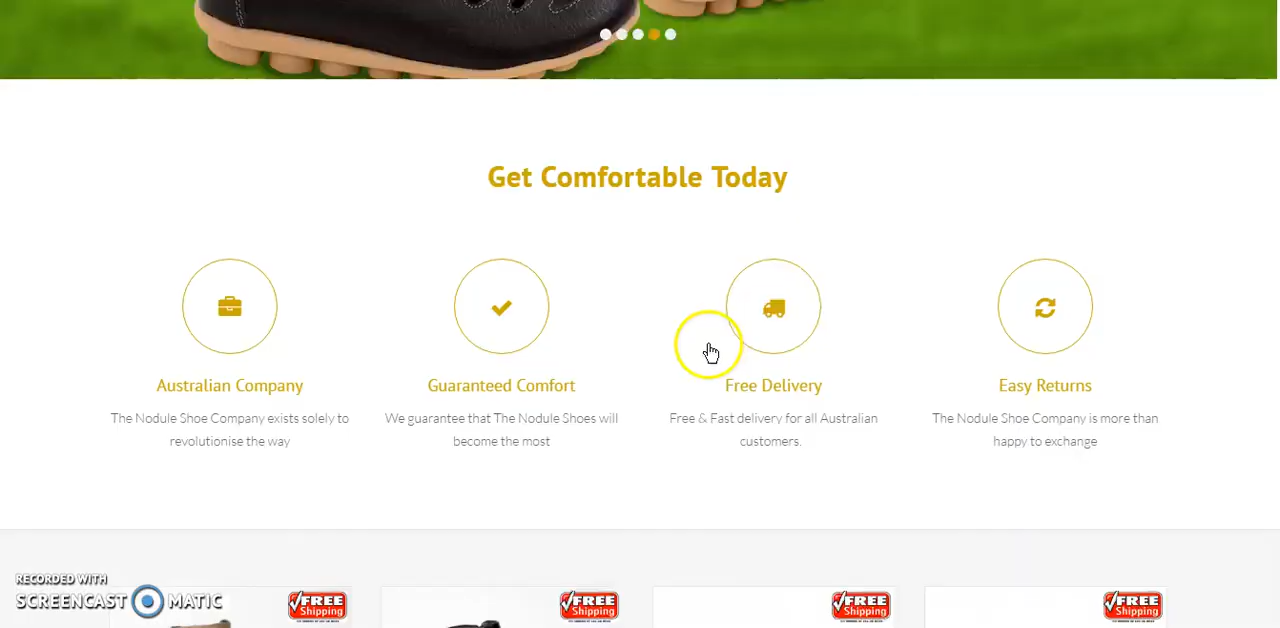 Get Comfortable Today
Australian Company
The Nodule Shoe Company exists solely to
revolutionise the way
Guaranteed Comfort
We guarantee that The Nodule Shoes will
become the most
Free Delivery
Free & Fast delivery for all Australian
customers.
Easy Returns
The Nodule Shoe Company is more than
happy to exchange
RECORDED WITH
SCREENCAST MATIC
FREE
Shipping
FREE
Shipping
FREE
Shipping
FREE
Shipping